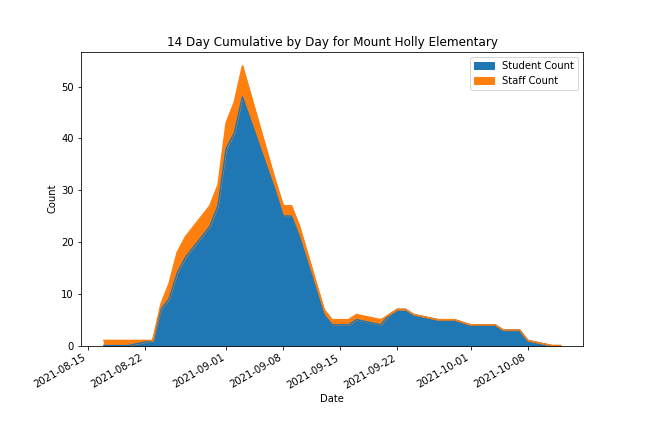 14 Day Cumulative by Day for Mount Holly Elementary
Student Count
Staff Count
Count
50
40
30
20
10
0
2021-08-15
2021-08-22
2021-09-01
2021-09-08
2021-09-15
2021-09-22
2021-10-01
2021-10-08
Date